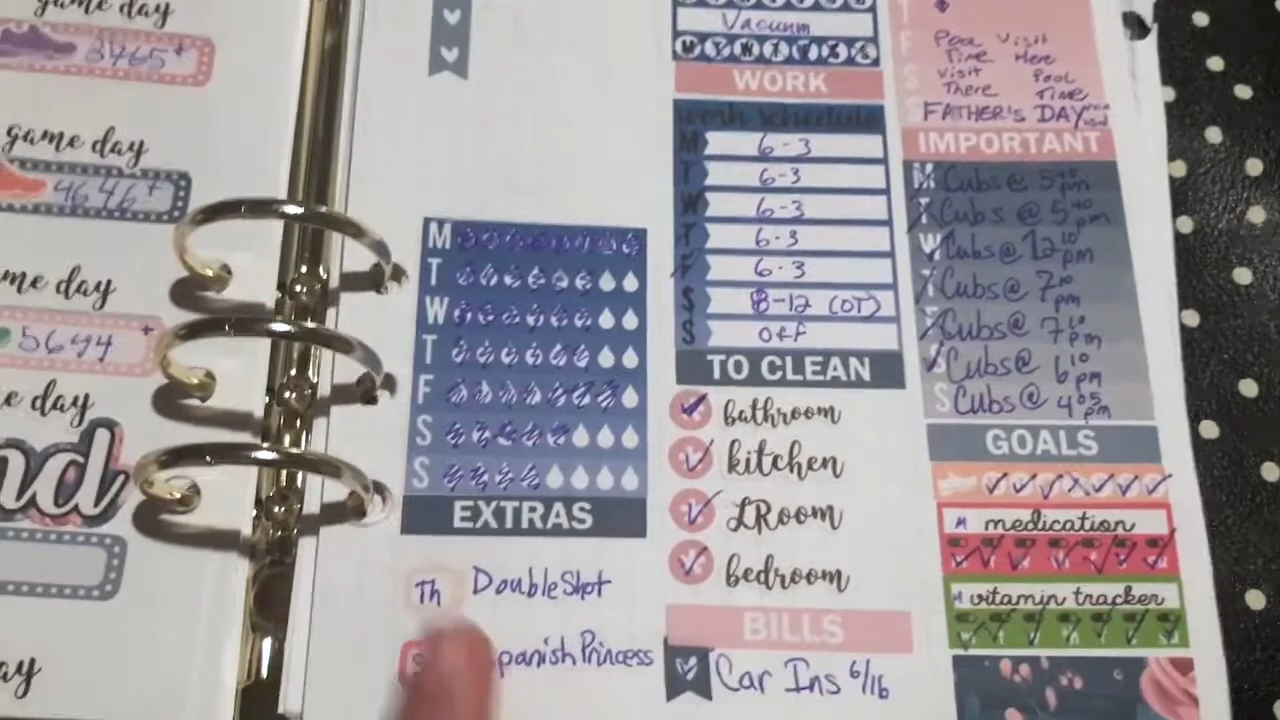 game day
3465+
game day
4646+
me day
5644+
e day
nd
ay
M
T
W
T
F
S
S
EXTRAS
Th DoubleShot
panish Princess
Vacuum
M T W T F S S
WORK
work schedule
M 6-3
T 6-3
W 6-3
T 6-3
F 6-3
S 8-12 (OT)
S Off
TO CLEAN
bathroom
kitchen
LRoom
bedroom
BILLS
Car Ins 6/16
T
F Pool Visit
Time Here
S Visit Pool
There Time
S FATHER'S DAY
IMPORTANT
M Cubs @ 5:40 pm
T Cubs @ 5:40 pm
W Cubs @ 12:10 pm
T Cubs @ 7:10 pm
F Cubs @ 7:10 pm
S Cubs @ 6:10 pm
S Cubs @ 4:05 pm
GOALS
M medication
M vitamin tracker